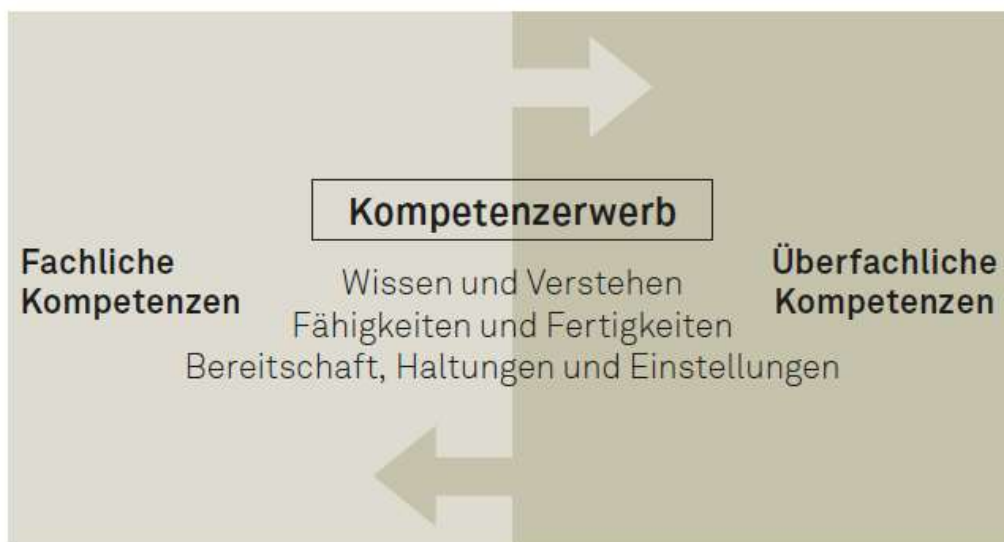 Kompetenzerwerb
Fachliche
Kompetenzen
Wissen und Verstehen
Fähigkeiten und Fertigkeiten
Bereitschaft, Haltungen und Einstellungen
Überfachliche
Kompetenzen